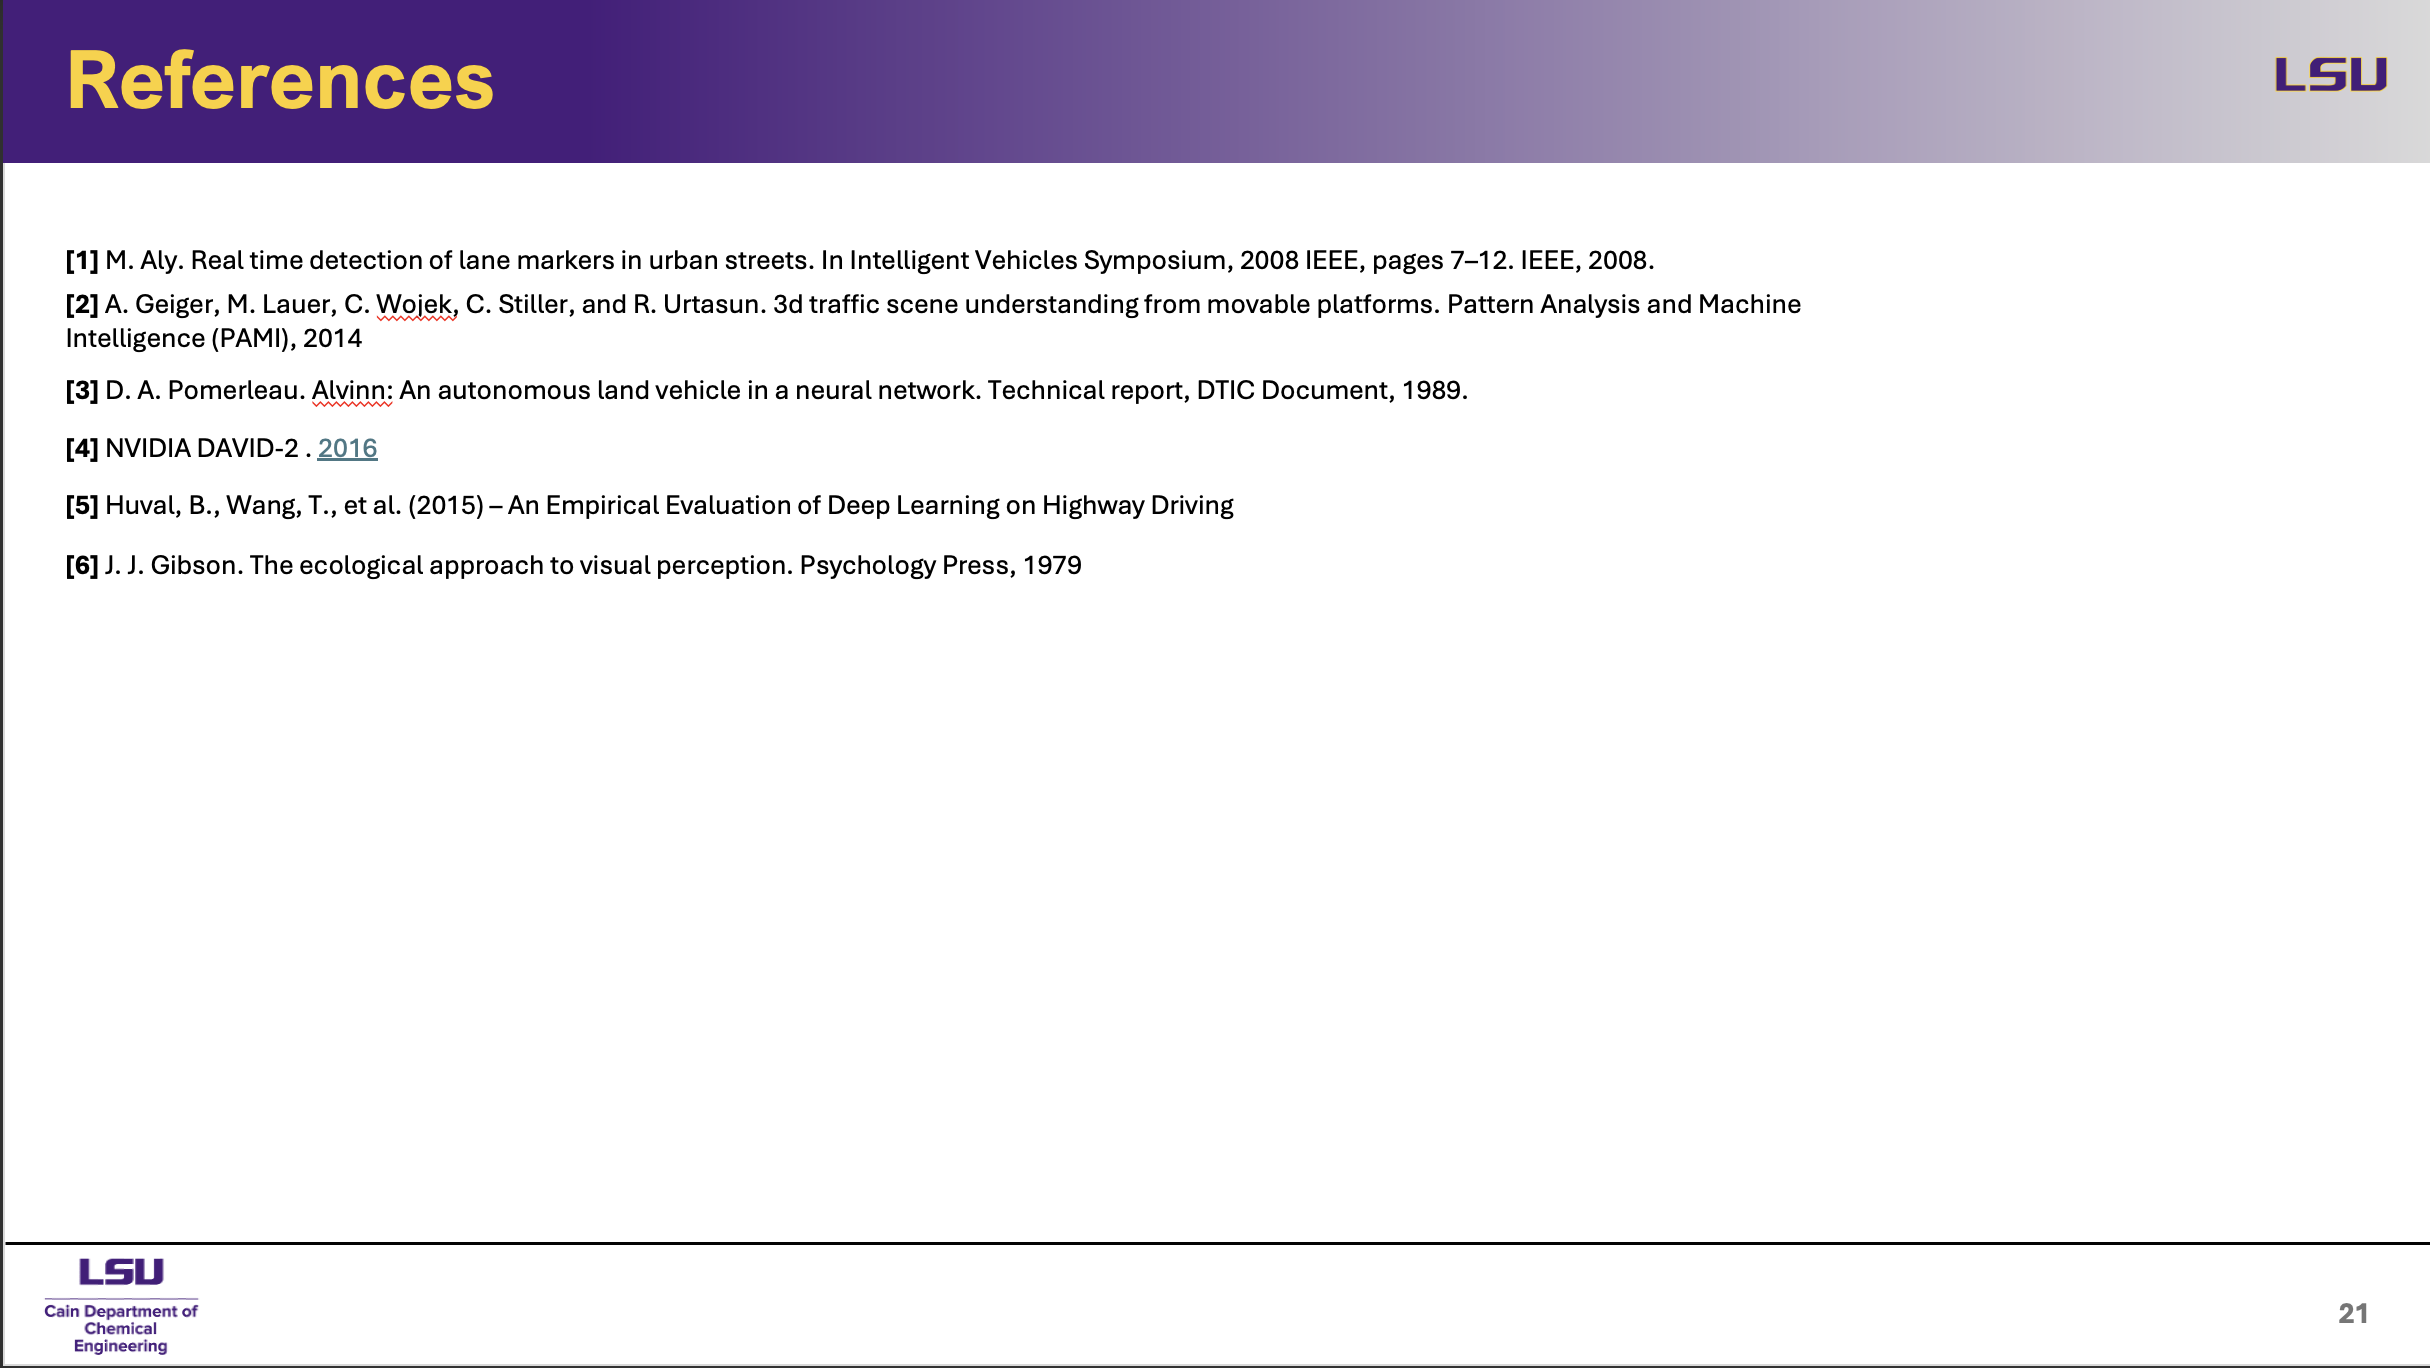 References
LSU
[1] M. Aly. Real time detection of lane markers in urban streets. In Intelligent Vehicles Symposium, 2008 IEEE, pages 7–12. IEEE, 2008.
[2] A. Geiger, M. Lauer, C. Wojek, C. Stiller, and R. Urtasun. 3d traffic scene understanding from movable platforms. Pattern Analysis and Machine
Intelligence (PAMI), 2014
[3] D. A. Pomerleau. Alvinn: An autonomous land vehicle in a neural network. Technical report, DTIC Document, 1989.
[4] NVIDIA DAVID-2 . 2016
[5] Huval, B., Wang, T., et al. (2015) – An Empirical Evaluation of Deep Learning on Highway Driving
[6] J. J. Gibson. The ecological approach to visual perception. Psychology Press, 1979
LSU
Cain Department of
Chemical
Engineering
21